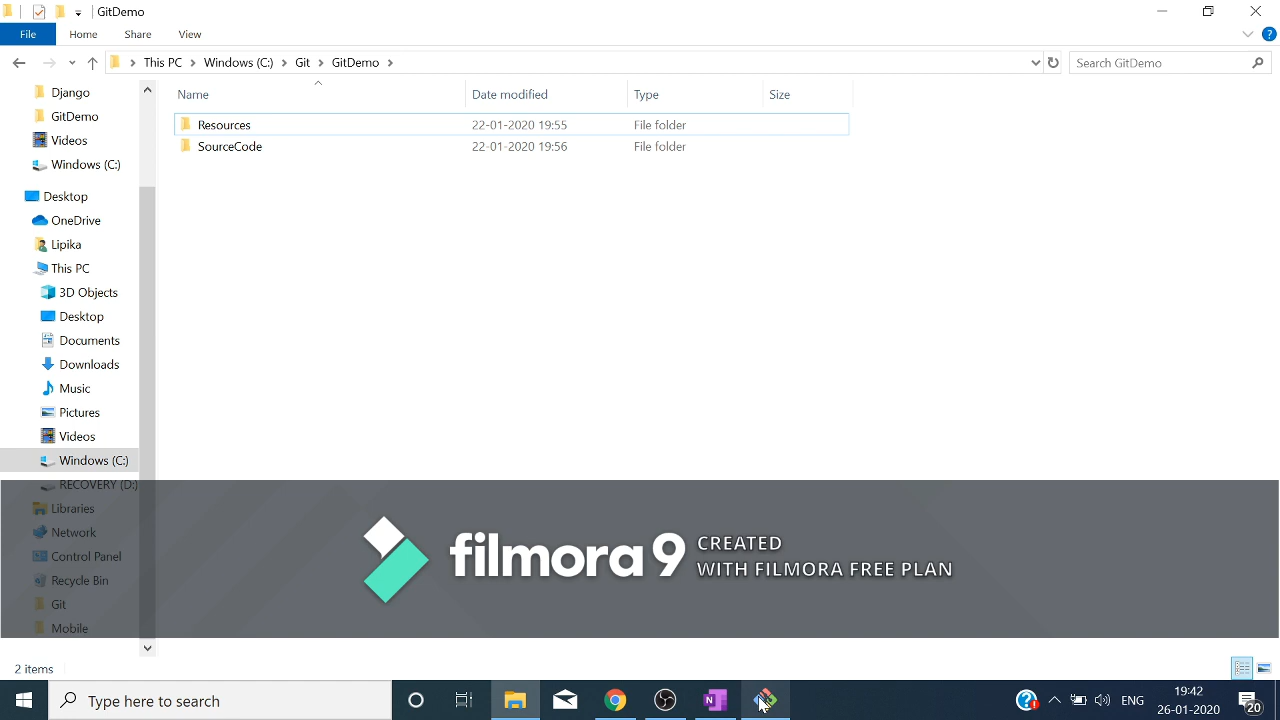 GitDemo
File Home Share View
This PC Windows (C:) Git GitDemo
Search GitDemo
Name Date modified Type Size
Resources 22-01-2020 19:55 File folder
SourceCode 22-01-2020 19:56 File folder
Django
GitDemo
Videos
Windows (C:)
Desktop
OneDrive
Lipika
This PC
3D Objects
Desktop
Documents
Downloads
Music
Pictures
Videos
Windows (C:)
RECOVERY (D:)
Libraries
Network
Control Panel
Recycle Bin
Git
Mobile
filmora 9
CREATED
WITH FILMORA FREE PLAN
2 items
Type here to search
N
ENG
19:42
26-01-2020
20